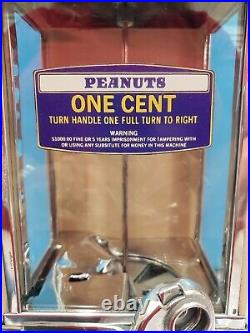 PEANUTS
ONE CENT
TURN HANDLE ONE FULL TURN TO RIGHT
WARNING
$1000.00 FINE OR 5 YEARS IMPRISONMENT FOR TAMPERING WITH
OR USING ANY SUBSITUTE FOR MONEY IN THIS MACHINE